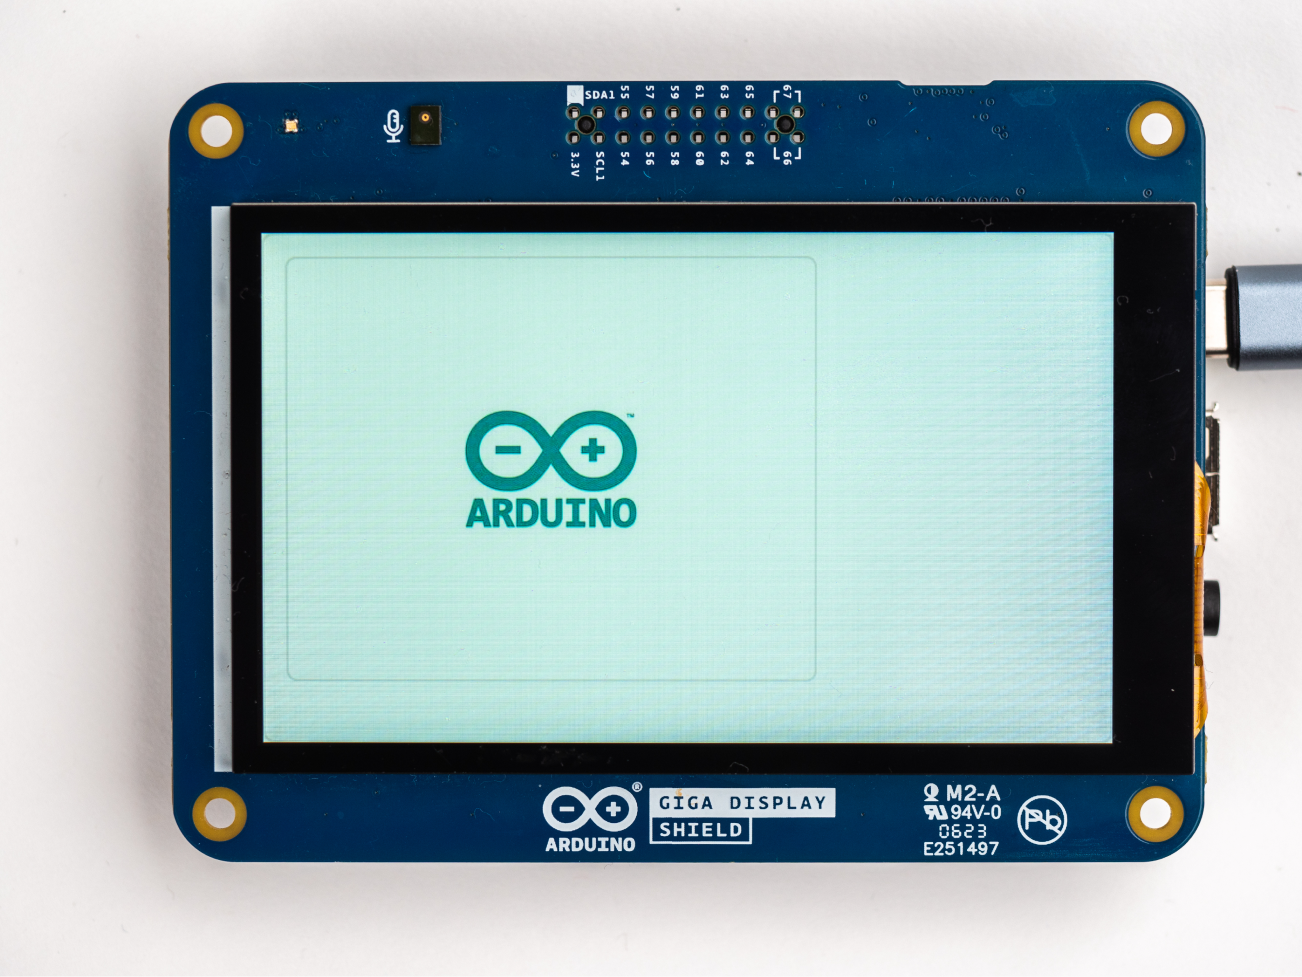 SDA1 55 57 59 61 63 65 67
3.3V SCL1 54 56 58 60 62 64 66
™
ARDUINO
®
ARDUINO
GIGA DISPLAY
SHIELD
M2-A
94V-0
0623
E251497
Pb